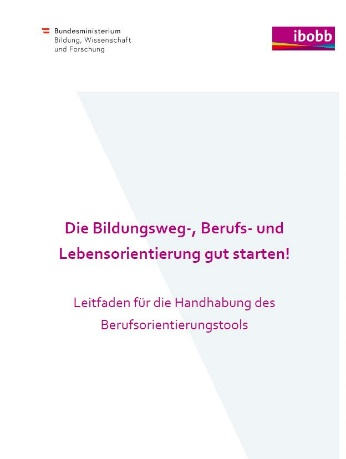 Bundesministerium
Bildung, Wissenschaft
und Forschung
ibobb
Die Bildungsweg-, Berufs- und
Lebensorientierung gut starten!
Leitfaden für die Handhabung des
Berufsorientierungstools